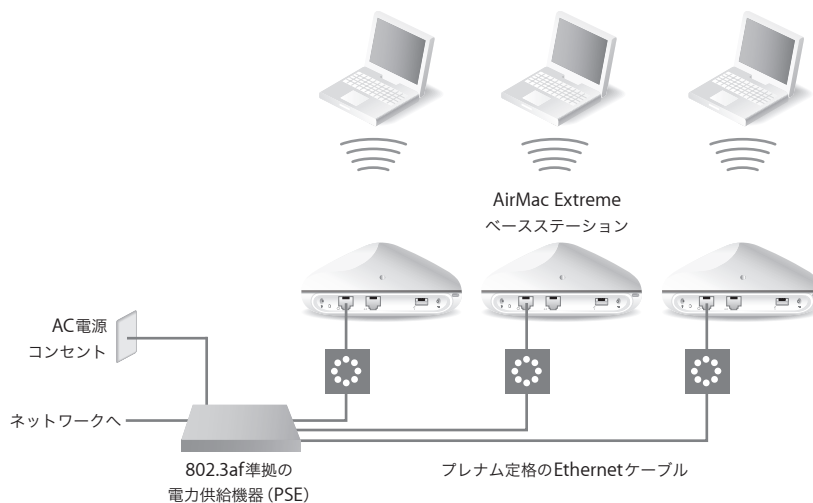 AirMac Extreme
ベースステーション
AC電源
コンセント
ネットワークへ
802.3af準拠の
電力供給機器(PSE)
プレナム定格のEthernetケーブル